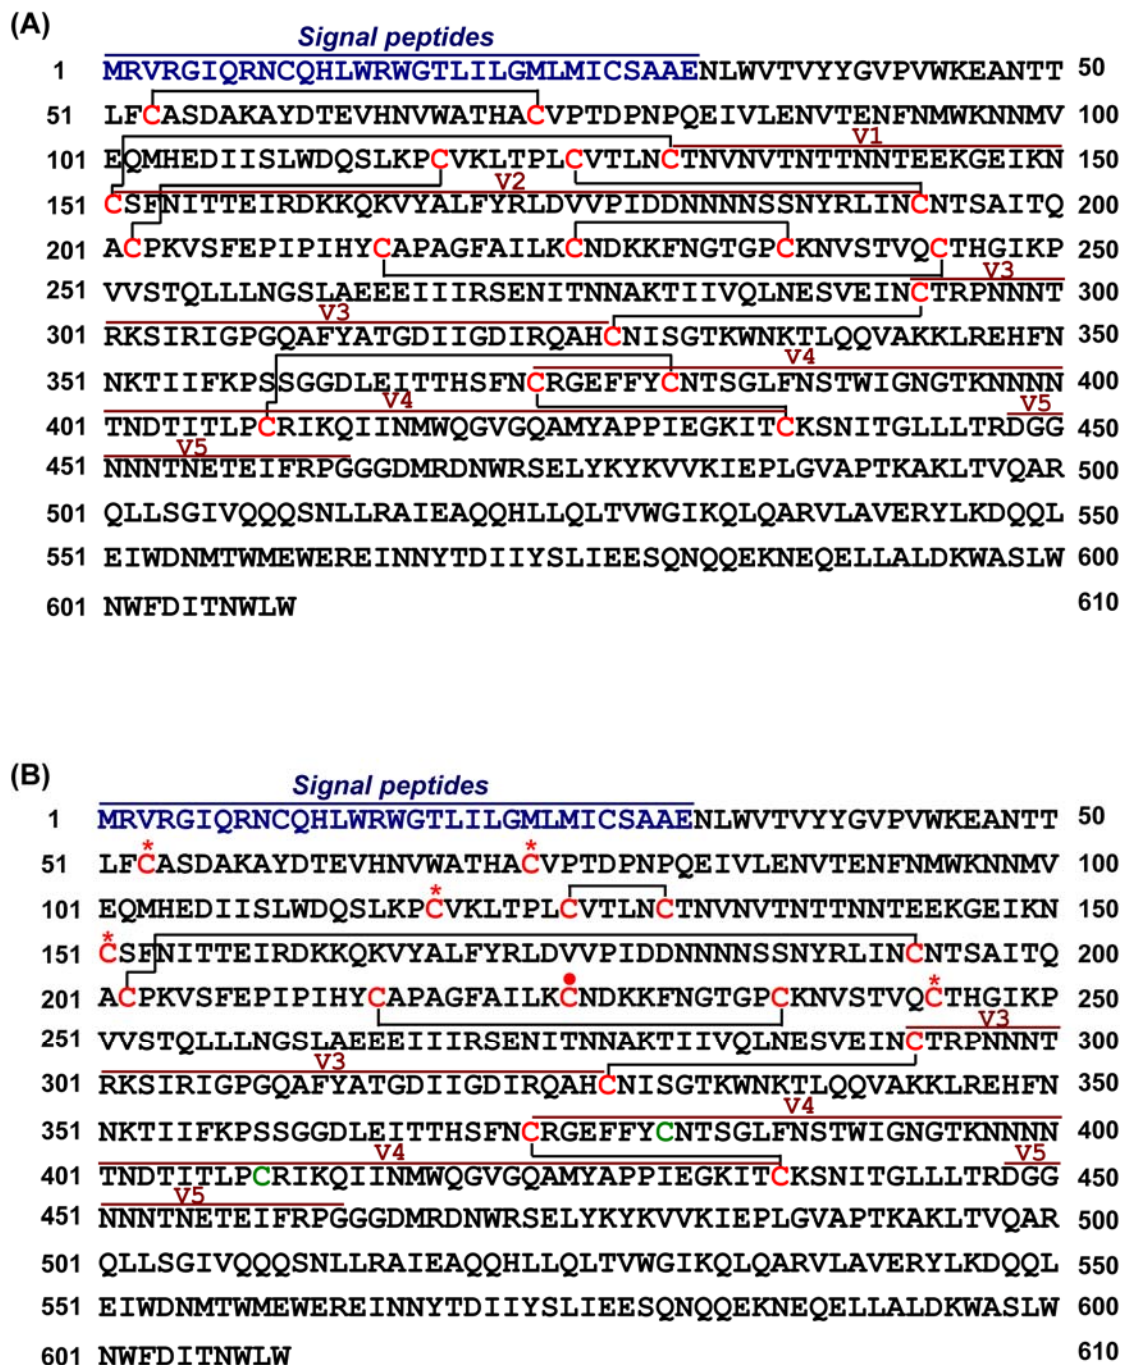 (A)
Signal peptides
1 MRVRGIQRNCQHLWRWGTLILGMLMICSAAENLWVTVYYGVPVWKEANTT 50
51 LFCASDAKAYDTEVHNVWATHACVPTDPNPQEIVLENVTENFNMWKNNMV 100
V1
101 EQMHEDIISLWDQSLKPCVKLTPLCVTLNCTNVNVTNTTNNTEEKGEIKN 150
V2
151 CSFNITTEIRDKKQKVYALFYRLDVVPIDDNNNNSSNYRLINCNTSAITQ 200
201 ACPKVSFEPIPIHYCAPAGFAILKCNDKKFNGTGPCKNVSTVQCTHGIKP 250
V3
251 VVSTQLLLNGSLAEEEIIIRSENITNNAKTIIVQLNESVEINCTRPNNNT 300
V3
301 RKSIRIGPGQAFYATGDIIGDIRQAHCNISGTKWNKTLQQVAKKLREHFN 350
V4
351 NKTIIFKPSSGGDLEITTHSFNCRGEFFYCNTSGLFNSTWIGNGTKNNNN 400
V4 V5
401 TNDTITLPCRIKQIINMWQGVGQAMYAPPIEGKITCKSNITGLLLTRDGG 450
V5
451 NNNTNETEIFRPGGGDMRDNWRSELYKYKVVKIEPLGVAPTKAKLTVQAR 500
501 QLLSGIVQQQSNLLRAIEAQQHLLQLTVWGIKQLQARVLAVERYLKDQQL 550
551 EIWDNMTWMEWEREINNYTDIIYSLIEESQNQQEKNEQELLALDKWASLW 600
601 NWFDITNWLW 610
(B)
Signal peptides
1 MRVRGIQRNCQHLWRWGTLILGMLMICSAAENLWVTVYYGVPVWKEANTT 50
* *
51 LFCASDAKAYDTEVHNVWATHACVPTDPNPQEIVLENVTENFNMWKNNMV 100
*
101 EQMHEDIISLWDQSLKPCVKLTPLCVTLNCTNVNVTNTTNNTEEKGEIKN 150
*
151 CSFNITTEIRDKKQKVYALFYRLDVVPIDDNNNNSSNYRLINCNTSAITQ 200
● *
201 ACPKVSFEPIPIHYCAPAGFAILKCNDKKFNGTGPCKNVSTVQCTHGIKP 250
V3
251 VVSTQLLLNGSLAEEEIIIRSENITNNAKTIIVQLNESVEINCTRPNNNT 300
V3
301 RKSIRIGPGQAFYATGDIIGDIRQAHCNISGTKWNKTLQQVAKKLREHFN 350
V4
351 NKTIIFKPSSGGDLEITTHSFNCRGEFFYCNTSGLFNSTWIGNGTKNNNN 400
V4 V5
401 TNDTITLPCRIKQIINMWQGVGQAMYAPPIEGKITCKSNITGLLLTRDGG 450
V5
451 NNNTNETEIFRPGGGDMRDNWRSELYKYKVVKIEPLGVAPTKAKLTVQAR 500
501 QLLSGIVQQQSNLLRAIEAQQHLLQLTVWGIKQLQARVLAVERYLKDQQL 550
551 EIWDNMTWMEWEREINNYTDIIYSLIEESQNQQEKNEQELLALDKWASLW 600
601 NWFDITNWLW 610